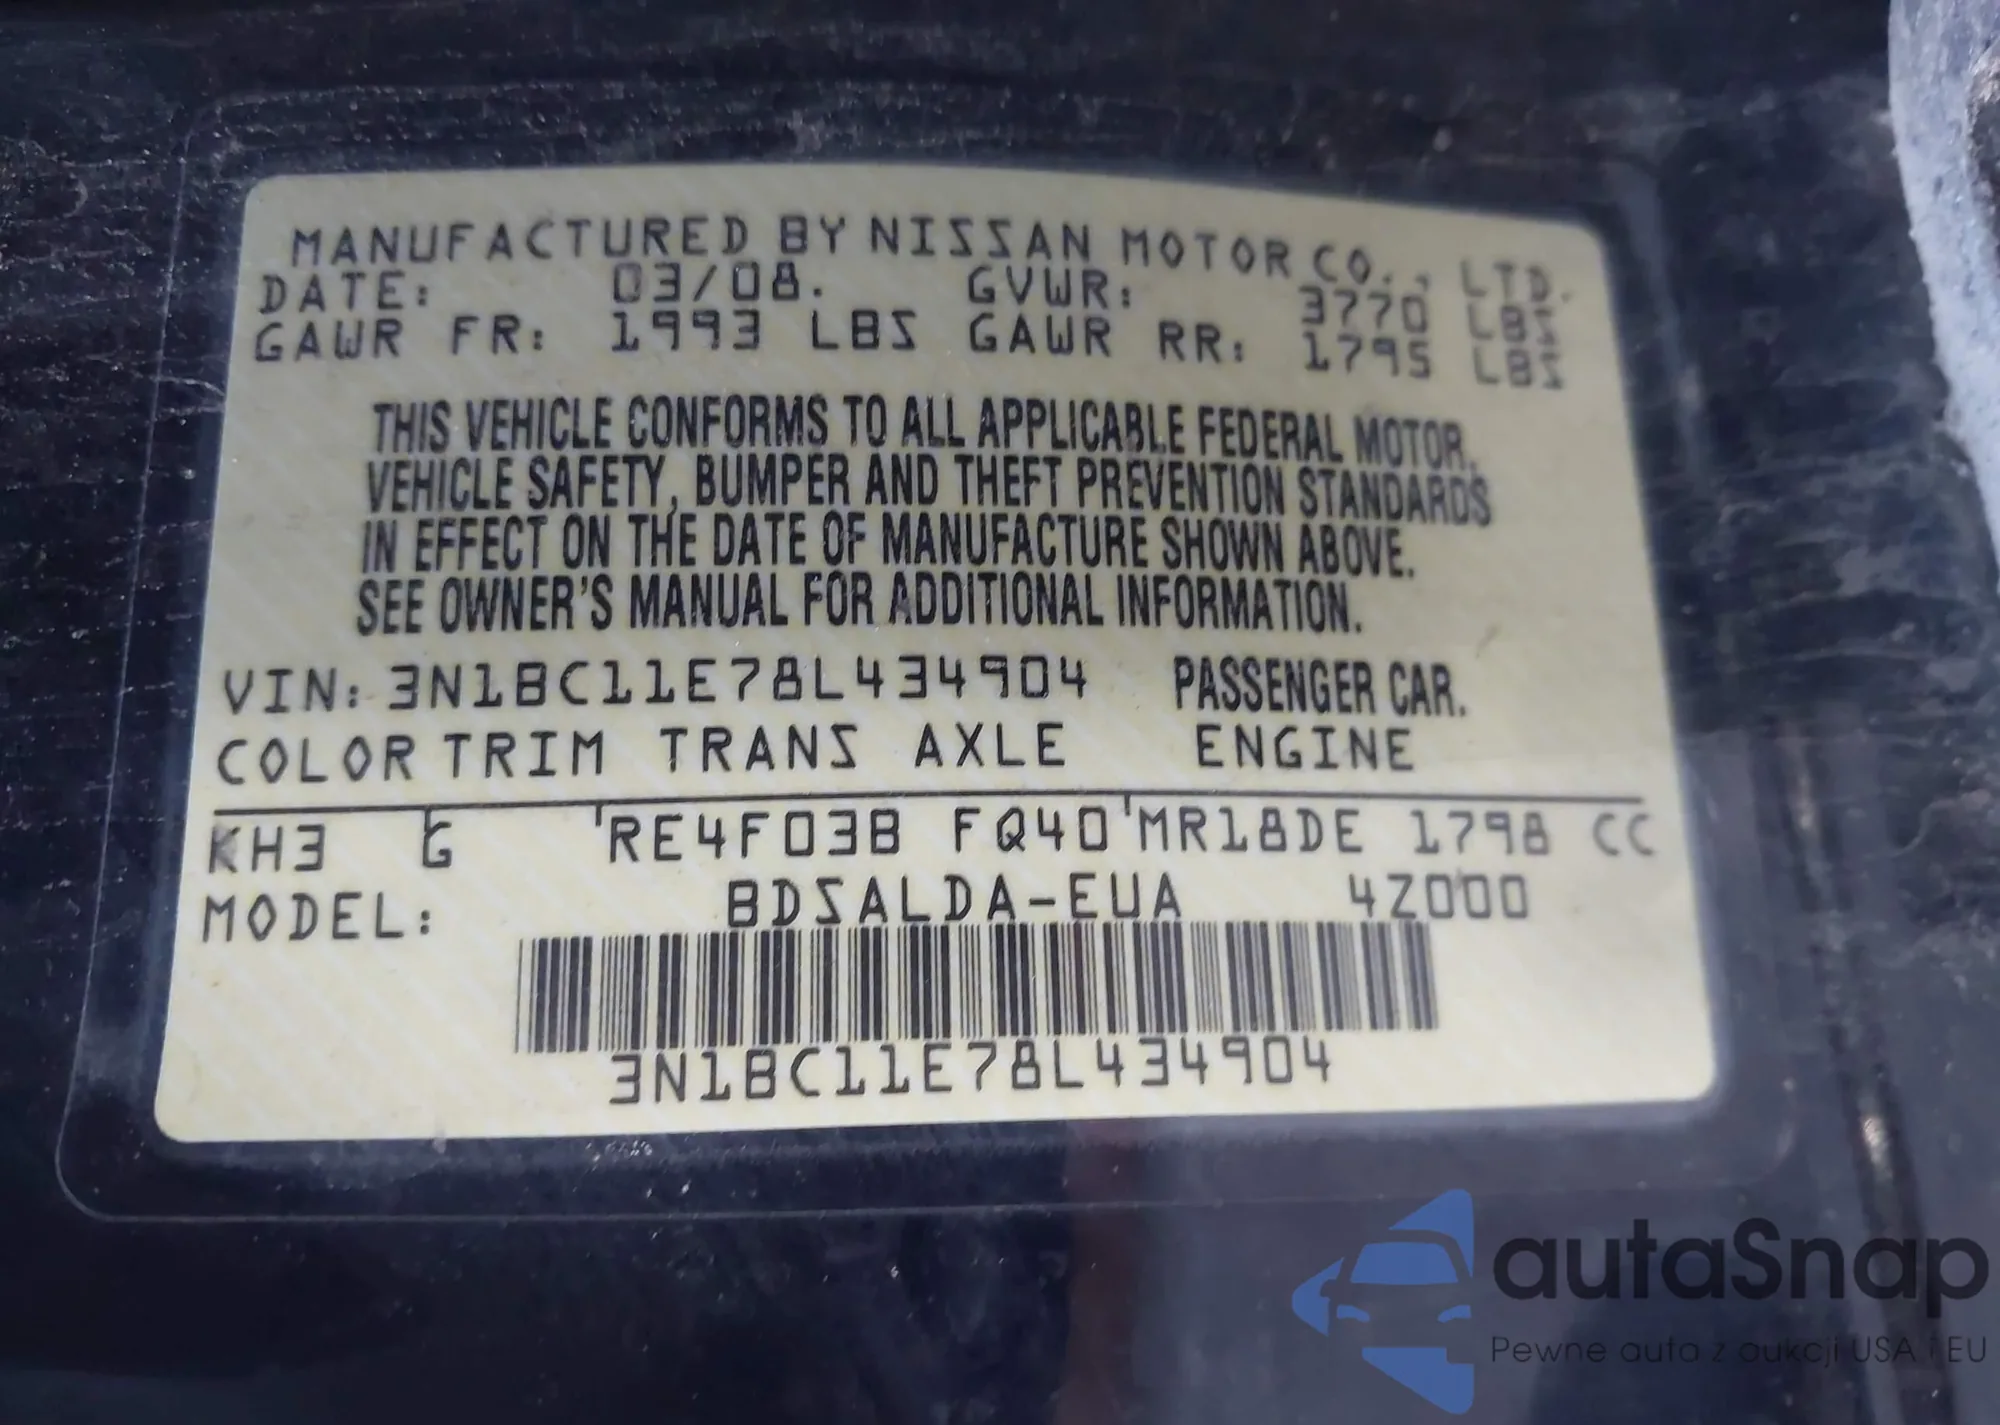 MANUFACTURED BY NISSAN MOTOR CO., LTD.
DATE: 03/08. GVWR: 3770 LBS
GAWR FR: 1993 LBS GAWR RR: 1795 LBS
THIS VEHICLE CONFORMS TO ALL APPLICABLE FEDERAL MOTOR
VEHICLE SAFETY, BUMPER AND THEFT PREVENTION STANDARDS
IN EFFECT ON THE DATE OF MANUFACTURE SHOWN ABOVE.
SEE OWNER'S MANUAL FOR ADDITIONAL INFORMATION.
VIN: 3N1BC11E78L434904 PASSENGER CAR.
COLOR TRIM TRANS AXLE ENGINE
KH3 G RE4F03B FQ40 MR18DE 1798 CC
MODEL: BDSALDA-EUA 4Z000
3N1BC11E78L434904
autaSnap
Pewne auta z aukcji USA i EU